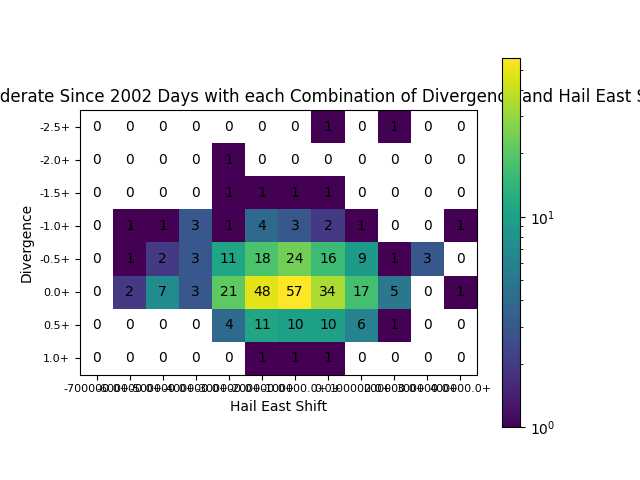 derate Since 2002 Days with each Combination of Divergence and Hail East S
-2.5+ 0 0 0 0 0 0 0 1 0 1 0 0
-2.0+ 0 0 0 0 1 0 0 0 0 0 0 0
-1.5+ 0 0 0 0 1 1 1 1 0 0 0 0
-1.0+ 0 1 1 3 1 4 3 2 1 0 0 1
-0.5+ 0 1 2 3 11 18 24 16 9 1 3 0
0.0+ 0 2 7 3 21 48 57 34 17 5 0 1
0.5+ 0 0 0 0 4 11 10 10 6 1 0 0
1.0+ 0 0 0 0 0 1 1 1 0 0 0 0
Divergence
Hail East Shift
10¹
10⁰